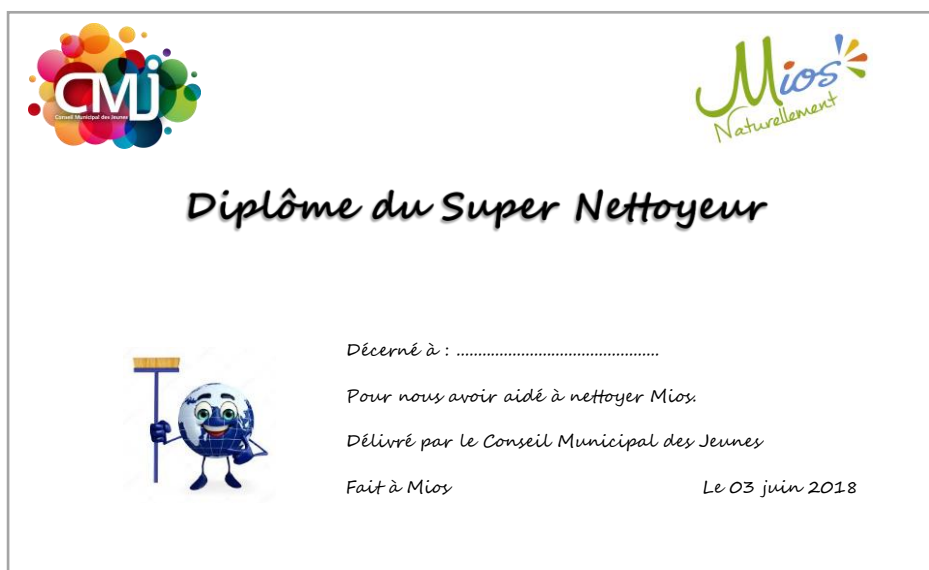 CMJ
Conseil Municipal des Jeunes
Mios
Naturellement
Diplôme du Super Nettoyeur
Décerné à : ...............................................
Pour nous avoir aidé à nettoyer Mios.
Délivré par le Conseil Municipal des Jeunes
Fait à Mios Le 03 juin 2018